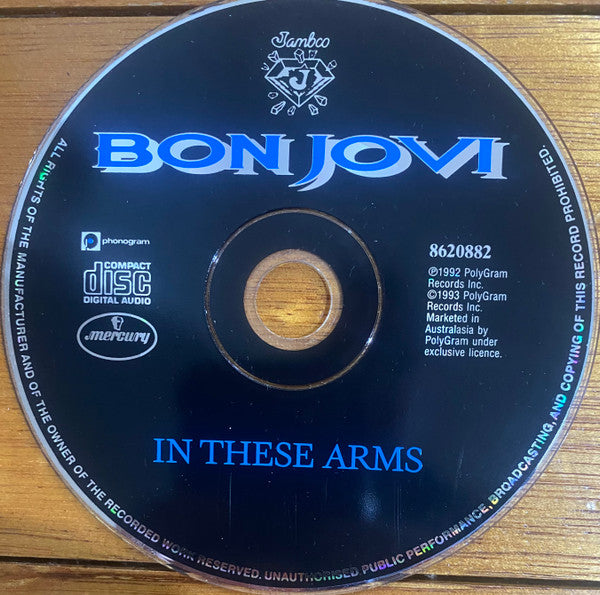 Jambco
J
BON JOVI
phonogram
COMPACT
disc
DIGITAL AUDIO
mercury
8620882
℗1992 PolyGram
Records Inc.
©1993 PolyGram
Records Inc.
Marketed in
Australasia by
PolyGram under
exclusive licence.
IN THESE ARMS
ALL RIGHTS OF THE MANUFACTURER AND OF THE OWNER OF THE RECORDED WORK RESERVED. UNAUTHORISED PUBLIC PERFORMANCE, BROADCASTING, AND COPYING OF THIS RECORD PROHIBITED.